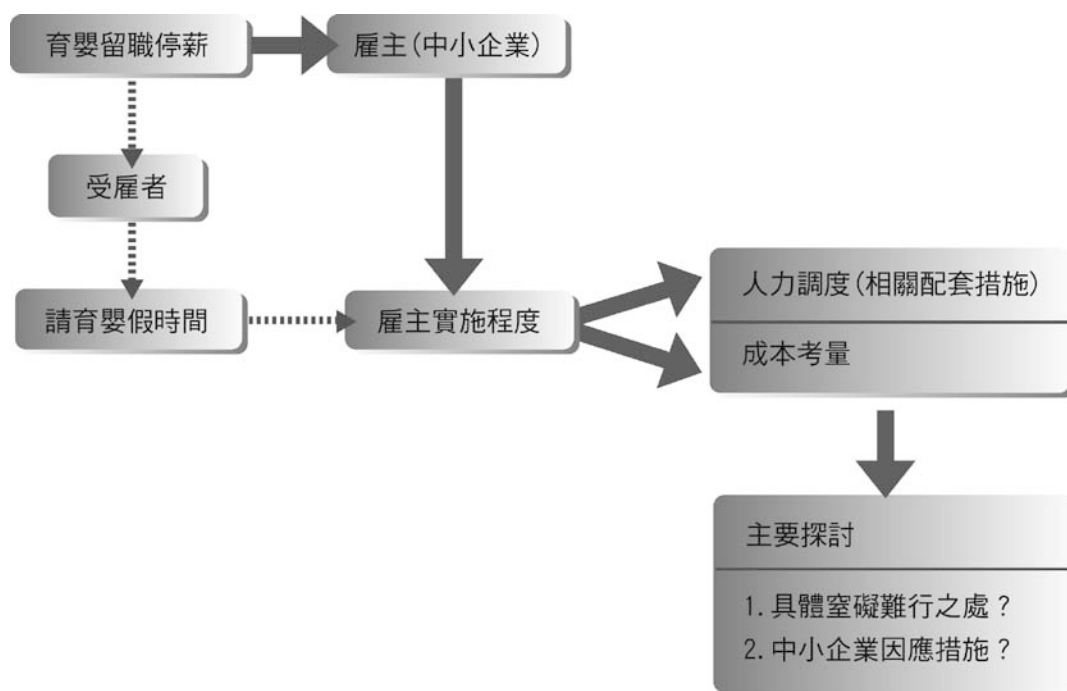 育嬰留職停薪
雇主(中小企業)
受雇者
請育嬰假時間
雇主實施程度
人力調度(相關配套措施)
成本考量
主要探討
1.具體窒礙難行之處?
2.中小企業因應措施?